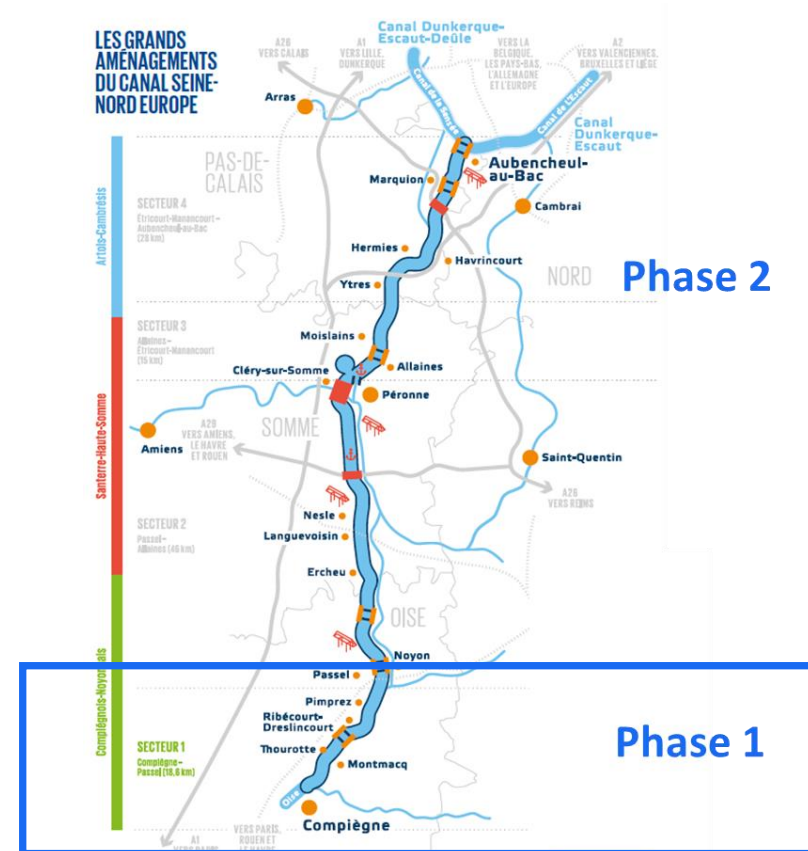 LES GRANDS
AMÉNAGEMENTS
DU CANAL SEINE-
NORD EUROPE
Canal Dunkerque-
Escaut-Deûle
A26
VERS CALAIS
A1
VERS LILLE,
DUNKERQUE
VERS LA
BELGIQUE,
LES PAYS-BAS,
L'ALLEMAGNE
ET L'EUROPE
A2
VERS VALENCIENNES,
BRUXELLES ET LIÈGE
Arras
Canal de la Sensée
Canal de l'Escaut
Canal
Dunkerque-
Escaut
PAS-DE-
CALAIS
Aubencheul-
au-Bac
Marquion
Cambrai
Artois-Cambrésis
SECTEUR 4
Étricourt-Manancourt –
Aubencheul-au-Bac
(28 km)
Hermies
Havrincourt
NORD
Phase 2
Ytres
SECTEUR 3
Allaines –
Étricourt-Manancourt
(15 km)
Moislains
Allaines
Cléry-sur-Somme
Péronne
Santerre-Haute-Somme
SOMME
Amiens
A29
VERS AMIENS,
LE HAVRE
ET ROUEN
Saint-Quentin
A26
VERS REIMS
SECTEUR 2
Passel –
Allaines (46 km)
Nesle
Languevoisin
Ercheu
OISE
Noyon
Passel
Compiégnois-Noyonnais
Pimprez
Ribécourt-
Dreslincourt
Phase 1
SECTEUR 1
Compiègne –
Passel (18,6 km)
Thourotte
Montmacq
Oise
Compiègne
A1
VERS PARIS,
ROUEN ET